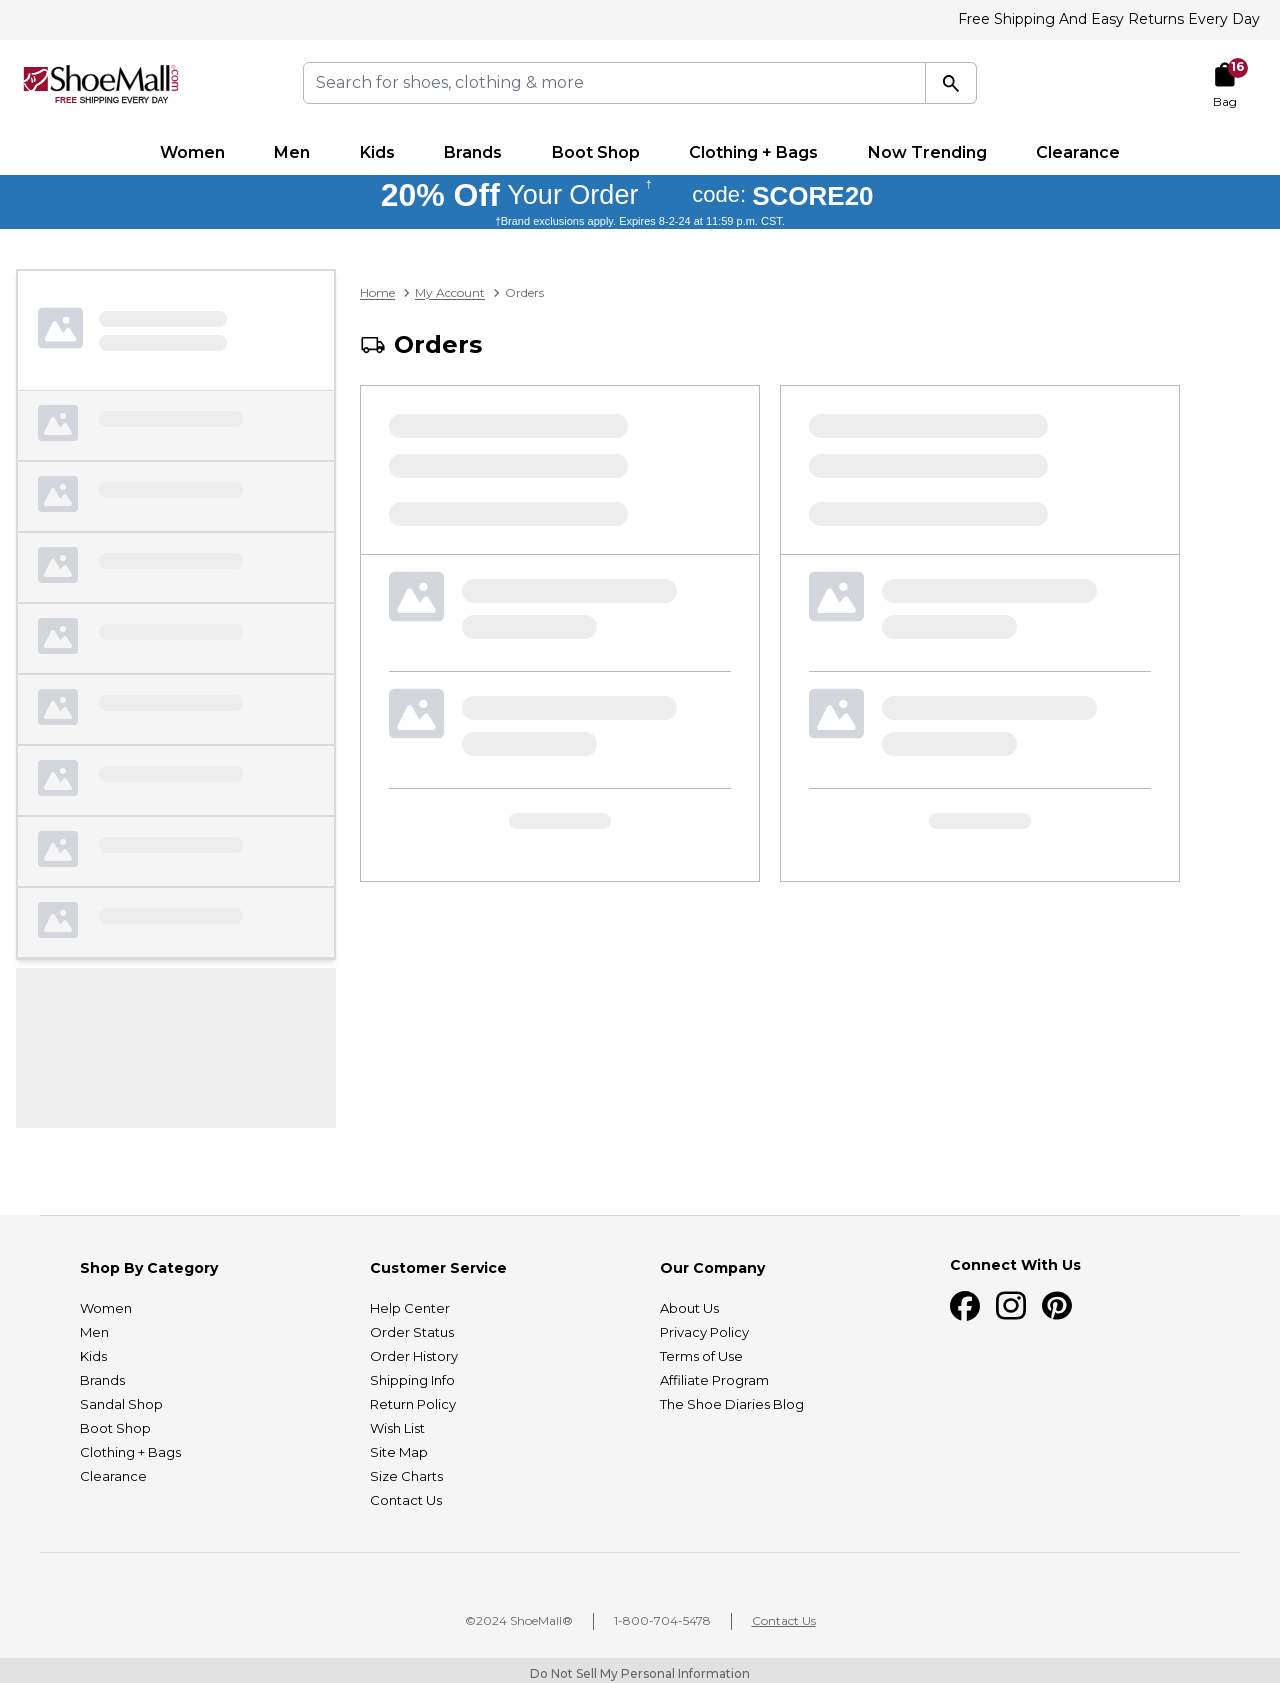 Free Shipping And Easy Returns Every Day
ShoeMall.com
FREE SHIPPING EVERY DAY
Search for shoes, clothing & more
16
Bag
Women Men Kids Brands Boot Shop Clothing + Bags Now Trending Clearance
20% Off Your Order † code: SCORE20
†Brand exclusions apply. Expires 8-2-24 at 11:59 p.m. CST.
Home My Account Orders
Orders
Shop By Category
Women
Men
Kids
Brands
Sandal Shop
Boot Shop
Clothing + Bags
Clearance
Customer Service
Help Center
Order Status
Order History
Shipping Info
Return Policy
Wish List
Site Map
Size Charts
Contact Us
Our Company
About Us
Privacy Policy
Terms of Use
Affiliate Program
The Shoe Diaries Blog
Connect With Us
©2024 ShoeMall® 1-800-704-5478 Contact Us
Do Not Sell My Personal Information